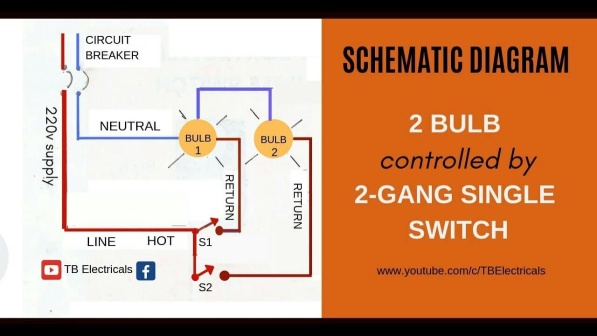 CIRCUIT
BREAKER
220v supply
NEUTRAL
BULB
1
BULB
2
RETURN
RETURN
LINE HOT
S1
S2
TB Electricals
SCHEMATIC DIAGRAM
2 BULB
controlled by
2-GANG SINGLE
SWITCH
www.youtube.com/c/TBElectricals